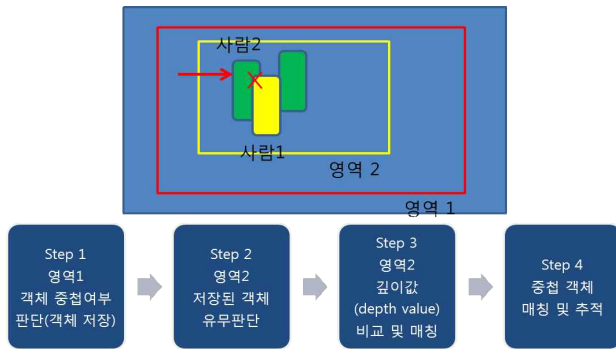 사람2
사람1
영역 2
영역 1
Step 1
영역1
객체 중첩여부
판단(객체 저장)
Step 2
영역2
저장된 객체
유무판단
Step 3
영역2
깊이값
(depth value)
비교 및 매칭
Step 4
중첩 객체
매칭 및 추적